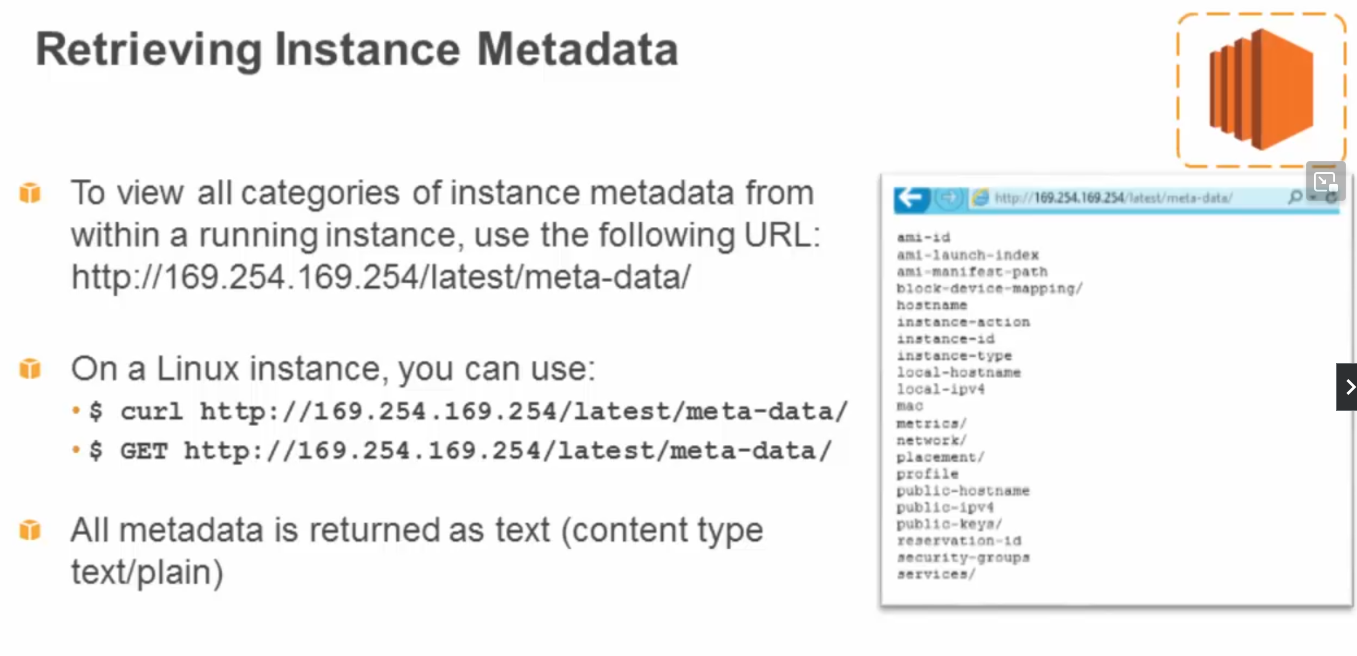 Retrieving Instance Metadata
To view all categories of instance metadata from
within a running instance, use the following URL:
http://169.254.169.254/latest/meta-data/
On a Linux instance, you can use:
• $ curl http://169.254.169.254/latest/meta-data/
• $ GET http://169.254.169.254/latest/meta-data/
All metadata is returned as text (content type
text/plain)
http://169.254.169.254/latest/meta-data/
ami-id
ami-launch-index
ami-manifest-path
block-device-mapping/
hostname
instance-action
instance-id
instance-type
local-hostname
local-ipv4
mac
metrics/
network/
placement/
profile
public-hostname
public-ipv4
public-keys/
reservation-id
security-groups
services/